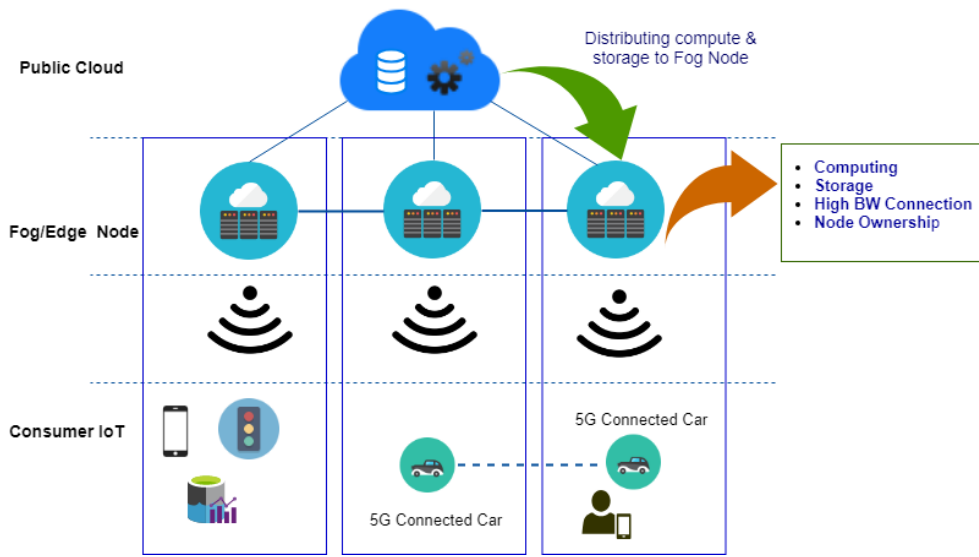 Distributing compute &
storage to Fog Node
Public Cloud
Computing
Storage
High BW Connection
Node Ownership
Fog/Edge Node
Consumer IoT
5G Connected Car
5G Connected Car